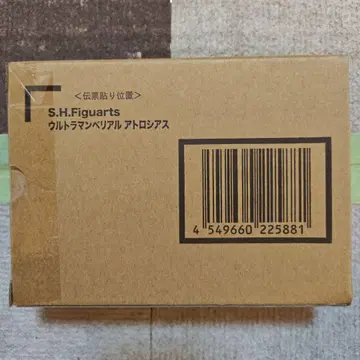 ＜伝票貼り位置＞
S.H.Figuarts
ウルトラマンベリアル アトロシアス
4 549660 225881